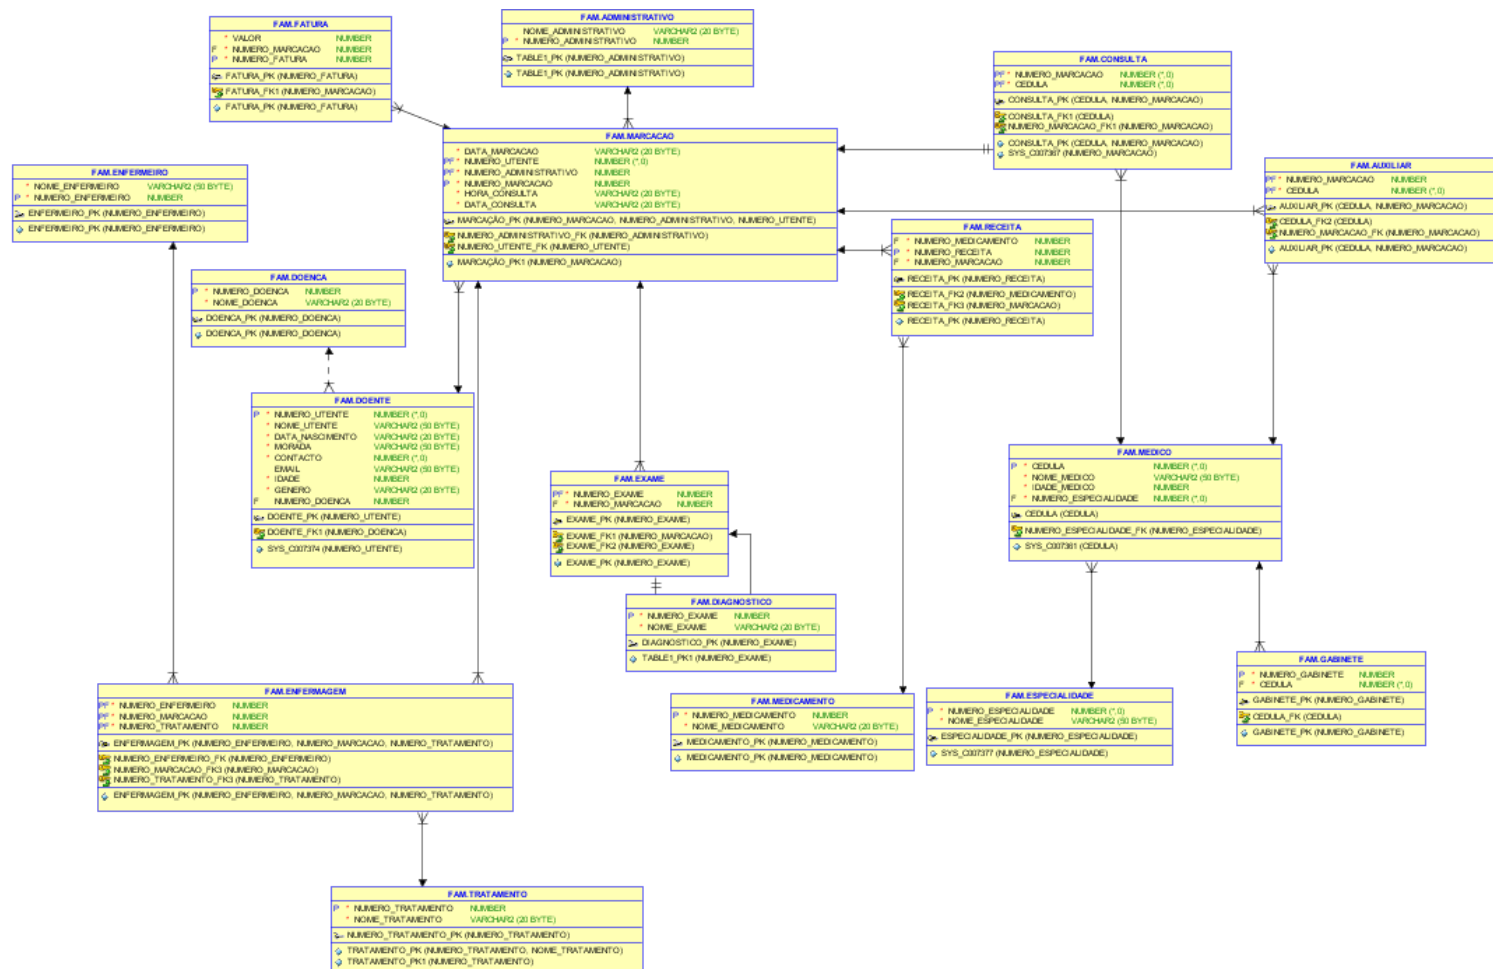 FAM.FATURA
* VALOR NUMBER
F * NUMERO_MARCACAO NUMBER
P * NUMERO_FATURA NUMBER
FATURA_PK (NUMERO_FATURA)
FATURA_FK1 (NUMERO_MARCACAO)
FATURA_PK (NUMERO_FATURA)
FAM.ADMINISTRATIVO
NOME_ADMINISTRATIVO VARCHAR2 (20 BYTE)
P * NUMERO_ADMINISTRATIVO NUMBER
TABLE1_PK (NUMERO_ADMINISTRATIVO)
TABLE1_PK (NUMERO_ADMINISTRATIVO)
FAM.CONSULTA
PF * NUMERO_MARCACAO NUMBER (*,0)
PF * CEDULA NUMBER (*,0)
CONSULTA_PK (CEDULA, NUMERO_MARCACAO)
CONSULTA_FK1 (CEDULA)
NUMERO_MARCACAO_FK1 (NUMERO_MARCACAO)
CONSULTA_PK (CEDULA, NUMERO_MARCACAO)
SYS_C007367 (NUMERO_MARCACAO)
FAM.MARCACAO
* DATA_MARCACAO VARCHAR2 (20 BYTE)
PF * NUMERO_UTENTE NUMBER (*,0)
PF * NUMERO_ADMINISTRATIVO NUMBER
P * NUMERO_MARCACAO NUMBER
* HORA_CONSULTA VARCHAR2 (20 BYTE)
* DATA_CONSULTA VARCHAR2 (20 BYTE)
MARCAÇÃO_PK (NUMERO_MARCACAO, NUMERO_ADMINISTRATIVO, NUMERO_UTENTE)
NUMERO_ADMINISTRATIVO_FK (NUMERO_ADMINISTRATIVO)
NUMERO_UTENTE_FK (NUMERO_UTENTE)
MARCAÇÃO_PK1 (NUMERO_MARCACAO)
FAM.ENFERMEIRO
* NOME_ENFERMEIRO VARCHAR2 (50 BYTE)
P * NUMERO_ENFERMEIRO NUMBER
ENFERMEIRO_PK (NUMERO_ENFERMEIRO)
ENFERMEIRO_PK (NUMERO_ENFERMEIRO)
FAM.AUXILIAR
PF * NUMERO_MARCACAO NUMBER
PF * CEDULA NUMBER (*,0)
AUXILIAR_PK (CEDULA, NUMERO_MARCACAO)
CEDULA_FK2 (CEDULA)
NUMERO_MARCACAO_FK (NUMERO_MARCACAO)
AUXILIAR_PK (CEDULA, NUMERO_MARCACAO)
FAM.RECEITA
F * NUMERO_MEDICAMENTO NUMBER
P * NUMERO_RECEITA NUMBER
F * NUMERO_MARCACAO NUMBER
RECEITA_PK (NUMERO_RECEITA)
RECEITA_FK2 (NUMERO_MEDICAMENTO)
RECEITA_FK3 (NUMERO_MARCACAO)
RECEITA_PK (NUMERO_RECEITA)
FAM.DOENCA
P * NUMERO_DOENCA NUMBER
* NOME_DOENCA VARCHAR2 (20 BYTE)
DOENCA_PK (NUMERO_DOENCA)
DOENCA_PK (NUMERO_DOENCA)
FAM.DOENTE
P * NUMERO_UTENTE NUMBER (*,0)
* NOME_UTENTE VARCHAR2 (50 BYTE)
* DATA_NASCIMENTO VARCHAR2 (20 BYTE)
* MORADA VARCHAR2 (50 BYTE)
* CONTACTO NUMBER (*,0)
EMAIL VARCHAR2 (50 BYTE)
* IDADE NUMBER
* GENERO VARCHAR2 (20 BYTE)
F NUMERO_DOENCA NUMBER
DOENTE_PK (NUMERO_UTENTE)
DOENTE_FK1 (NUMERO_DOENCA)
SYS_C007374 (NUMERO_UTENTE)
FAM.EXAME
PF * NUMERO_EXAME NUMBER
F * NUMERO_MARCACAO NUMBER
EXAME_PK (NUMERO_EXAME)
EXAME_FK1 (NUMERO_MARCACAO)
EXAME_FK2 (NUMERO_EXAME)
EXAME_PK (NUMERO_EXAME)
FAM.MEDICO
P * CEDULA NUMBER (*,0)
* NOME_MEDICO VARCHAR2 (50 BYTE)
* IDADE_MEDICO NUMBER
F * NUMERO_ESPECIALIDADE NUMBER (*,0)
CEDULA (CEDULA)
NUMERO_ESPECIALIDADE_FK (NUMERO_ESPECIALIDADE)
SYS_C007361 (CEDULA)
FAM.DIAGNOSTICO
P * NUMERO_EXAME NUMBER
* NOME_EXAME VARCHAR2 (20 BYTE)
DIAGNOSTICO_PK (NUMERO_EXAME)
TABLE1_PK1 (NUMERO_EXAME)
FAM.GABINETE
P * NUMERO_GABINETE NUMBER
F * CEDULA NUMBER (*,0)
GABINETE_PK (NUMERO_GABINETE)
CEDULA_FK (CEDULA)
GABINETE_PK (NUMERO_GABINETE)
FAM.ENFERMAGEM
PF * NUMERO_ENFERMEIRO NUMBER
PF * NUMERO_MARCACAO NUMBER
PF * NUMERO_TRATAMENTO NUMBER
ENFERMAGEM_PK (NUMERO_ENFERMEIRO, NUMERO_MARCACAO, NUMERO_TRATAMENTO)
NUMERO_ENFERMEIRO_FK (NUMERO_ENFERMEIRO)
NUMERO_MARCACAO_FK3 (NUMERO_MARCACAO)
NUMERO_TRATAMENTO_FK3 (NUMERO_TRATAMENTO)
ENFERMAGEM_PK (NUMERO_ENFERMEIRO, NUMERO_MARCACAO, NUMERO_TRATAMENTO)
FAM.MEDICAMENTO
P * NUMERO_MEDICAMENTO NUMBER
* NOME_MEDICAMENTO VARCHAR2 (20 BYTE)
MEDICAMENTO_PK (NUMERO_MEDICAMENTO)
MEDICAMENTO_PK (NUMERO_MEDICAMENTO)
FAM.ESPECIALIDADE
P * NUMERO_ESPECIALIDADE NUMBER (*,0)
* NOME_ESPECIALIDADE VARCHAR2 (50 BYTE)
ESPECIALIDADE_PK (NUMERO_ESPECIALIDADE)
SYS_C007377 (NUMERO_ESPECIALIDADE)
FAM.TRATAMENTO
P * NUMERO_TRATAMENTO NUMBER
* NOME_TRATAMENTO VARCHAR2 (20 BYTE)
NUMERO_TRATAMENTO_PK (NUMERO_TRATAMENTO)
TRATAMENTO_PK (NUMERO_TRATAMENTO, NOME_TRATAMENTO)
TRATAMENTO_PK1 (NUMERO_TRATAMENTO)